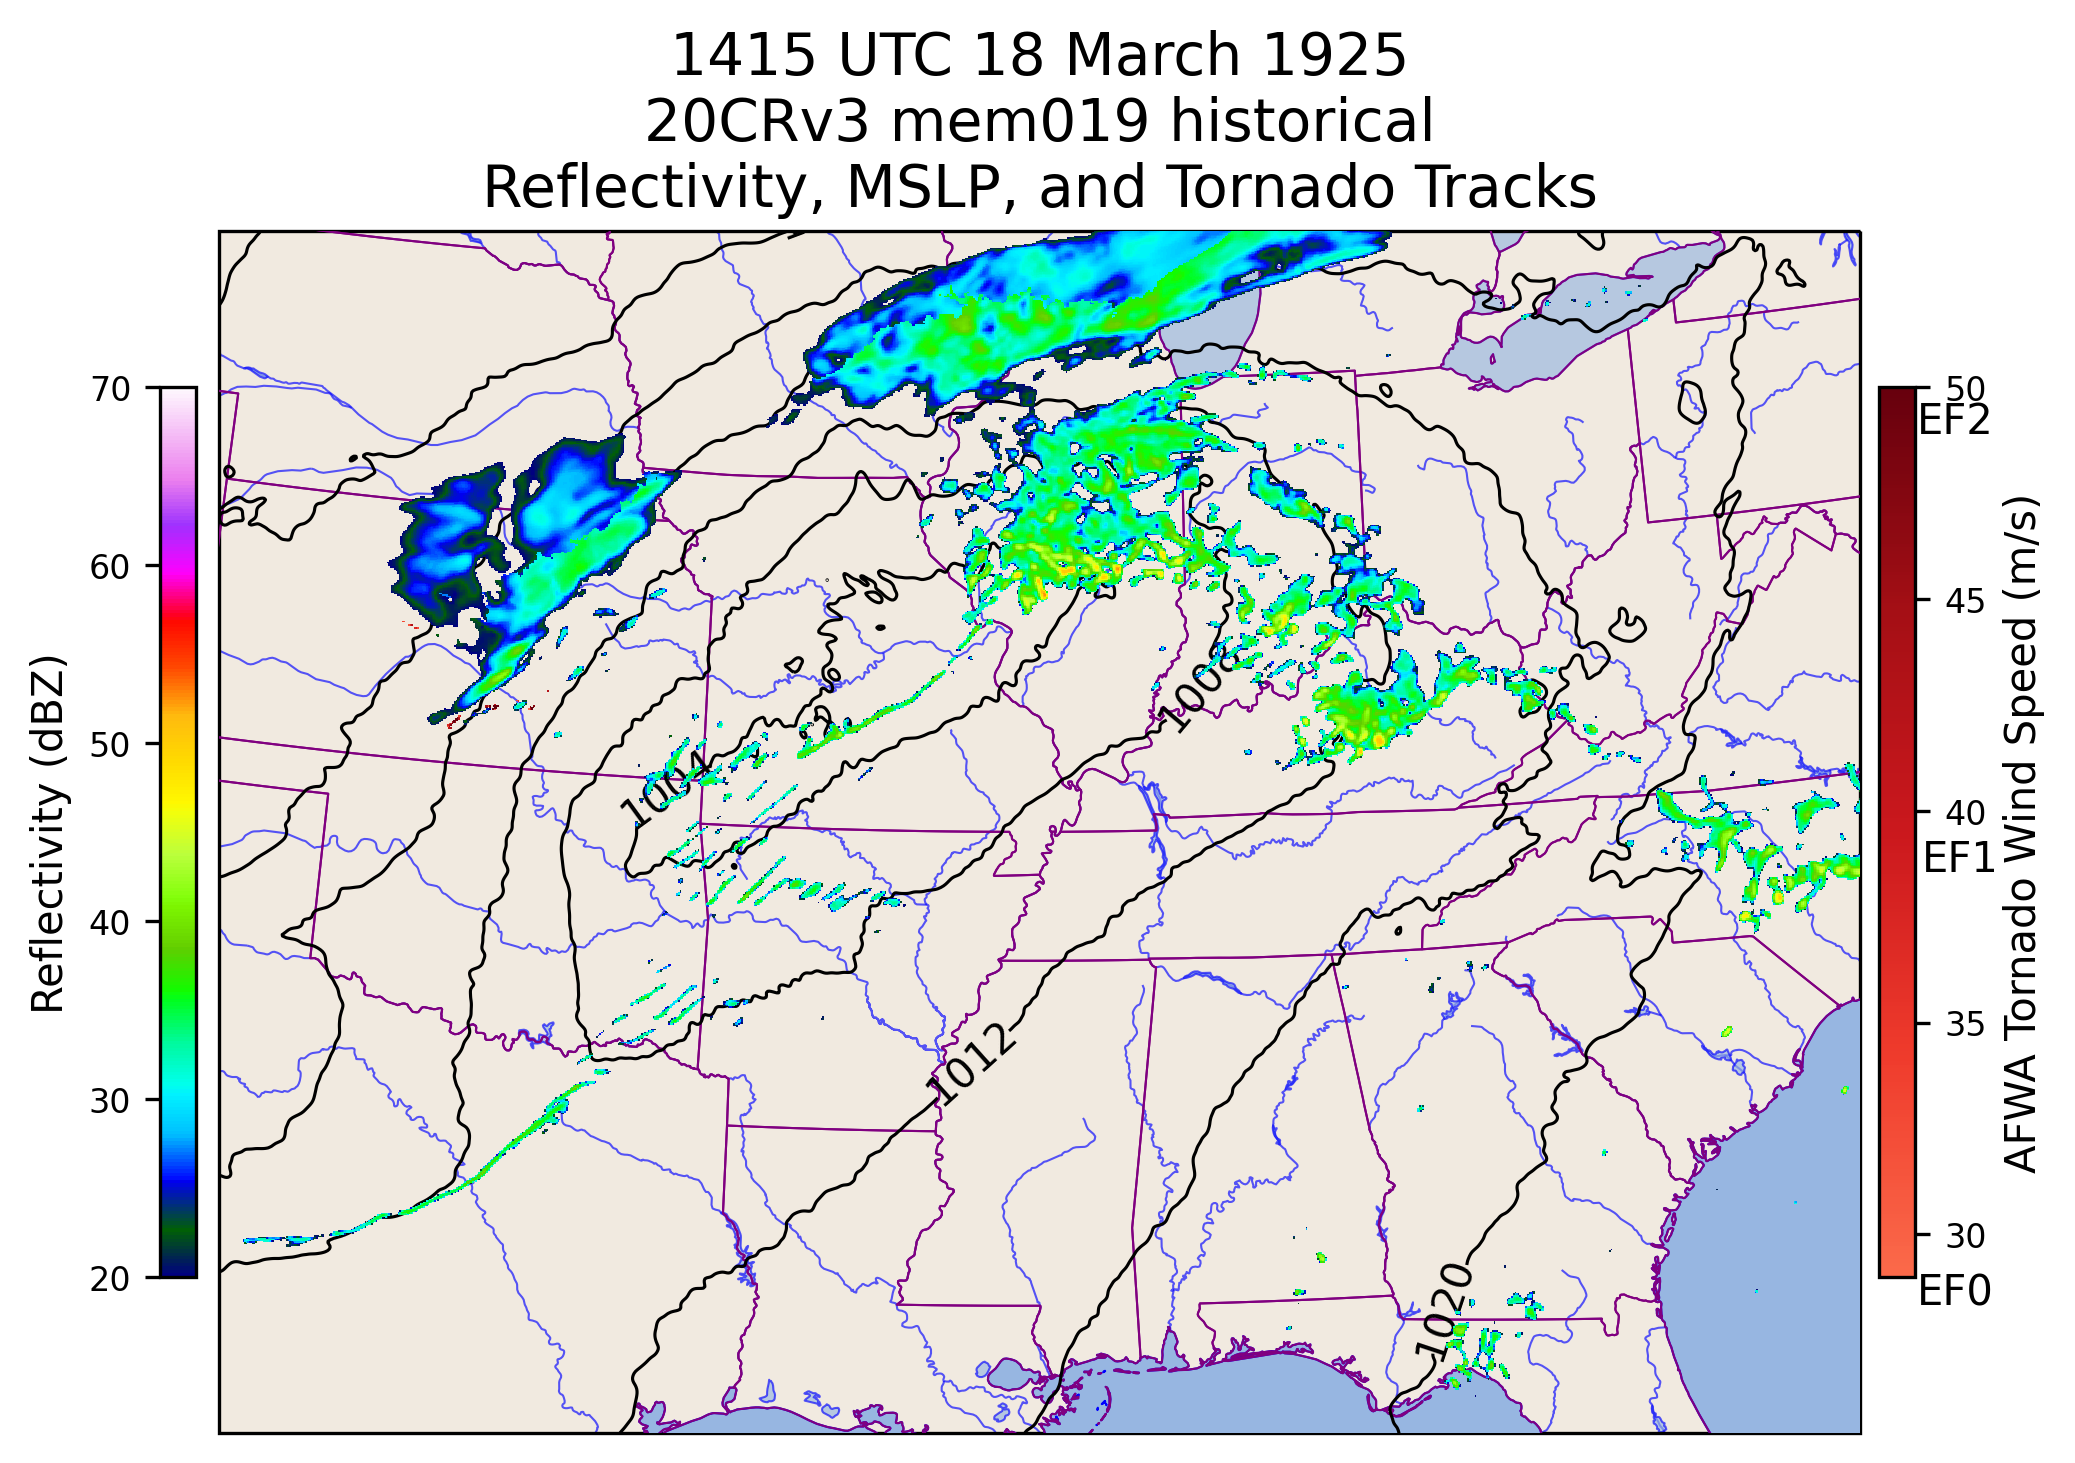 1415 UTC 18 March 1925
20CRv3 mem019 historical
Reflectivity, MSLP, and Tornado Tracks
Reflectivity (dBZ)
70
60
50
40
30
20
1004
1008
1012
1020
50
EF2
45
40
EF1
35
30
EF0
AFWA Tornado Wind Speed (m/s)